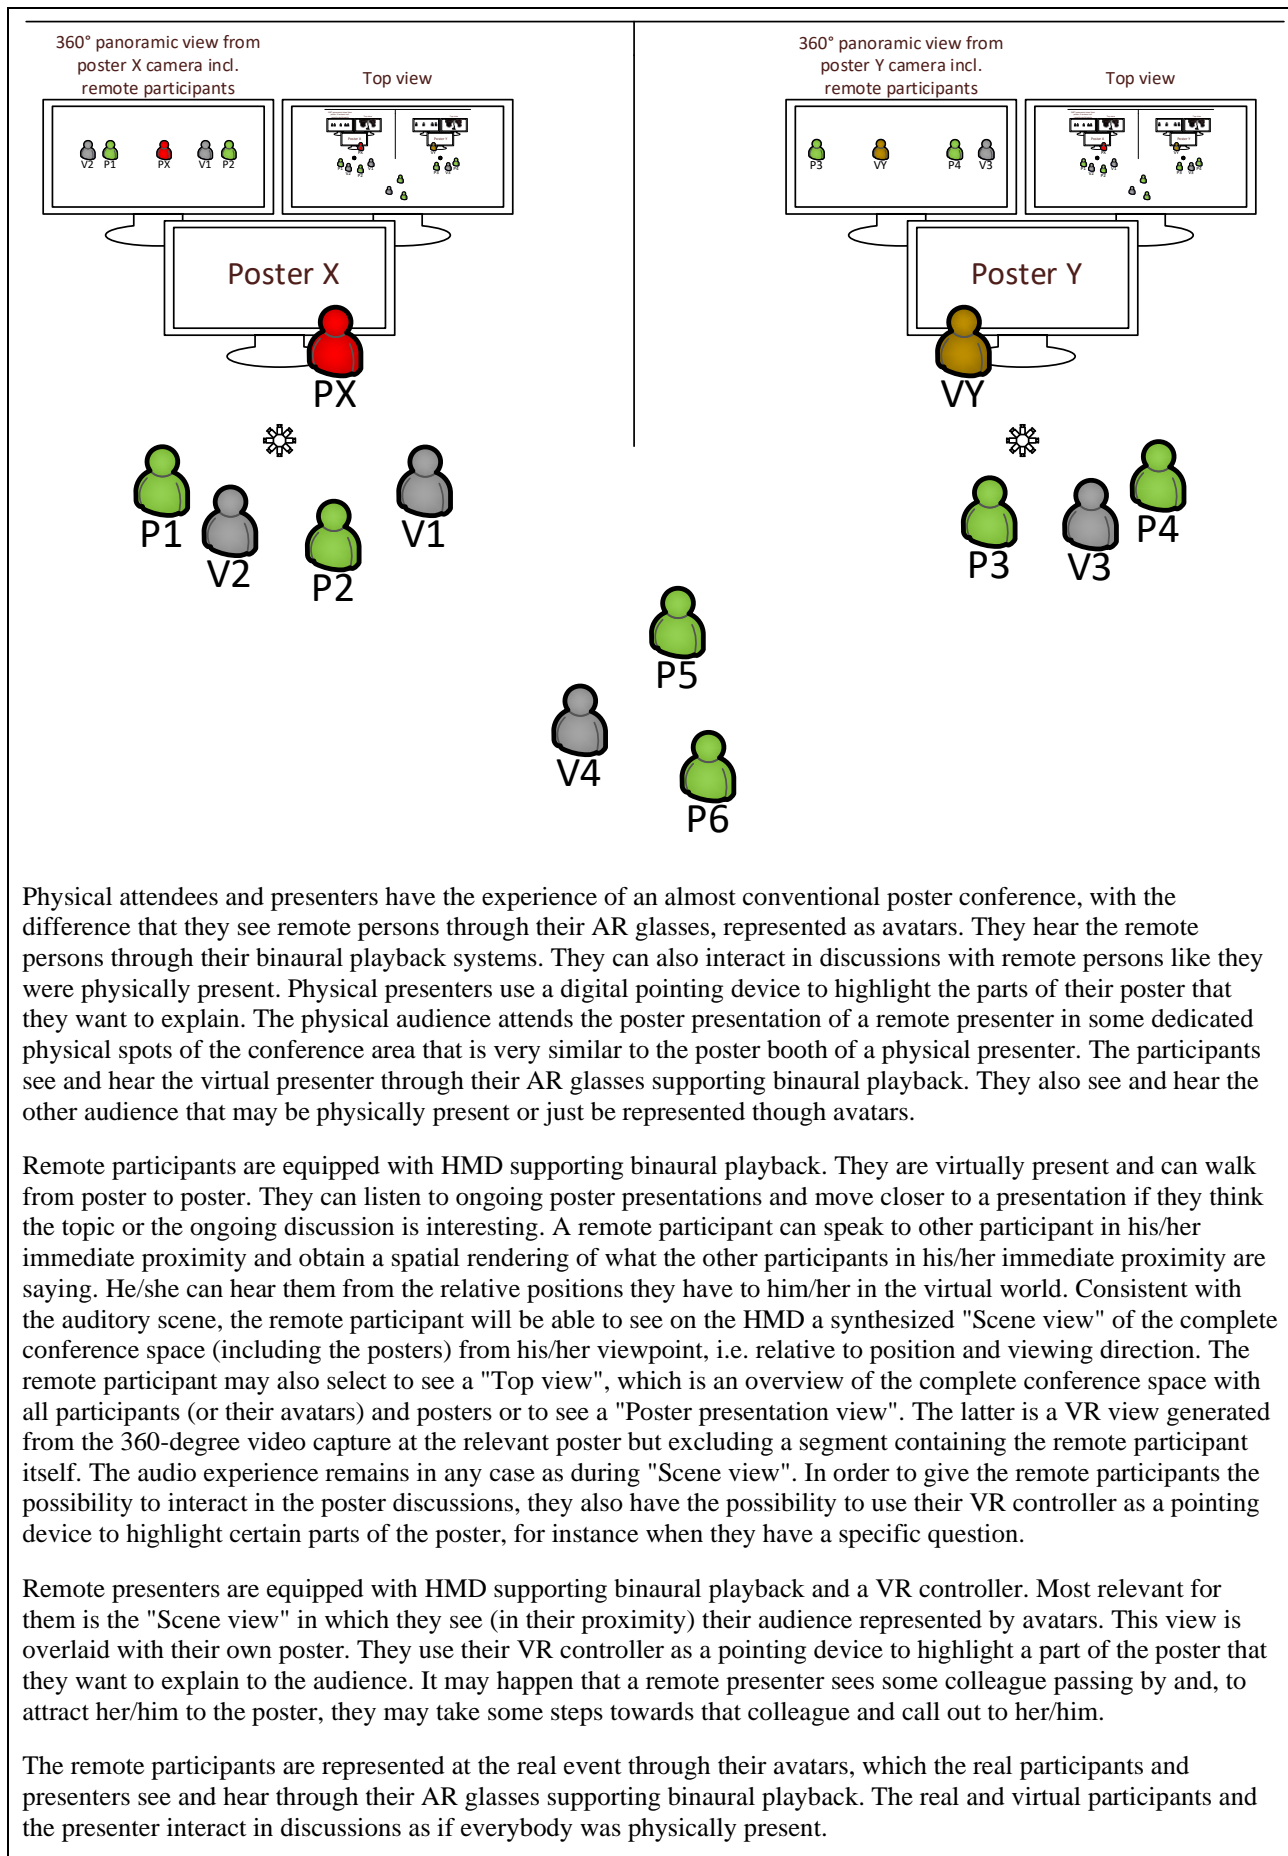 360° panoramic view from
poster X camera incl.
remote participants
Top view
V2 P1 PX V1 P2
Poster X
PX
360° panoramic view from
poster Y camera incl.
remote participants
Top view
P3 VY P4 V3
Poster Y
VY
P1
V2
P2
V1
P3
V3
P4
P5
V4
P6
Physical attendees and presenters have the experience of an almost conventional poster conference, with the
difference that they see remote persons through their AR glasses, represented as avatars. They hear the remote
persons through their binaural playback systems. They can also interact in discussions with remote persons like they
were physically present. Physical presenters use a digital pointing device to highlight the parts of their poster that
they want to explain. The physical audience attends the poster presentation of a remote presenter in some dedicated
physical spots of the conference area that is very similar to the poster booth of a physical presenter. The participants
see and hear the virtual presenter through their AR glasses supporting binaural playback. They also see and hear the
other audience that may be physically present or just be represented though avatars.
Remote participants are equipped with HMD supporting binaural playback. They are virtually present and can walk
from poster to poster. They can listen to ongoing poster presentations and move closer to a presentation if they think
the topic or the ongoing discussion is interesting. A remote participant can speak to other participant in his/her
immediate proximity and obtain a spatial rendering of what the other participants in his/her immediate proximity are
saying. He/she can hear them from the relative positions they have to him/her in the virtual world. Consistent with
the auditory scene, the remote participant will be able to see on the HMD a synthesized "Scene view" of the complete
conference space (including the posters) from his/her viewpoint, i.e. relative to position and viewing direction. The
remote participant may also select to see a "Top view", which is an overview of the complete conference space with
all participants (or their avatars) and posters or to see a "Poster presentation view". The latter is a VR view generated
from the 360-degree video capture at the relevant poster but excluding a segment containing the remote participant
itself. The audio experience remains in any case as during "Scene view". In order to give the remote participants the
possibility to interact in the poster discussions, they also have the possibility to use their VR controller as a pointing
device to highlight certain parts of the poster, for instance when they have a specific question.
Remote presenters are equipped with HMD supporting binaural playback and a VR controller. Most relevant for
them is the "Scene view" in which they see (in their proximity) their audience represented by avatars. This view is
overlaid with their own poster. They use their VR controller as a pointing device to highlight a part of the poster that
they want to explain to the audience. It may happen that a remote presenter sees some colleague passing by and, to
attract her/him to the poster, they may take some steps towards that colleague and call out to her/him.
The remote participants are represented at the real event through their avatars, which the real participants and
presenters see and hear through their AR glasses supporting binaural playback. The real and virtual participants and
the presenter interact in discussions as if everybody was physically present.